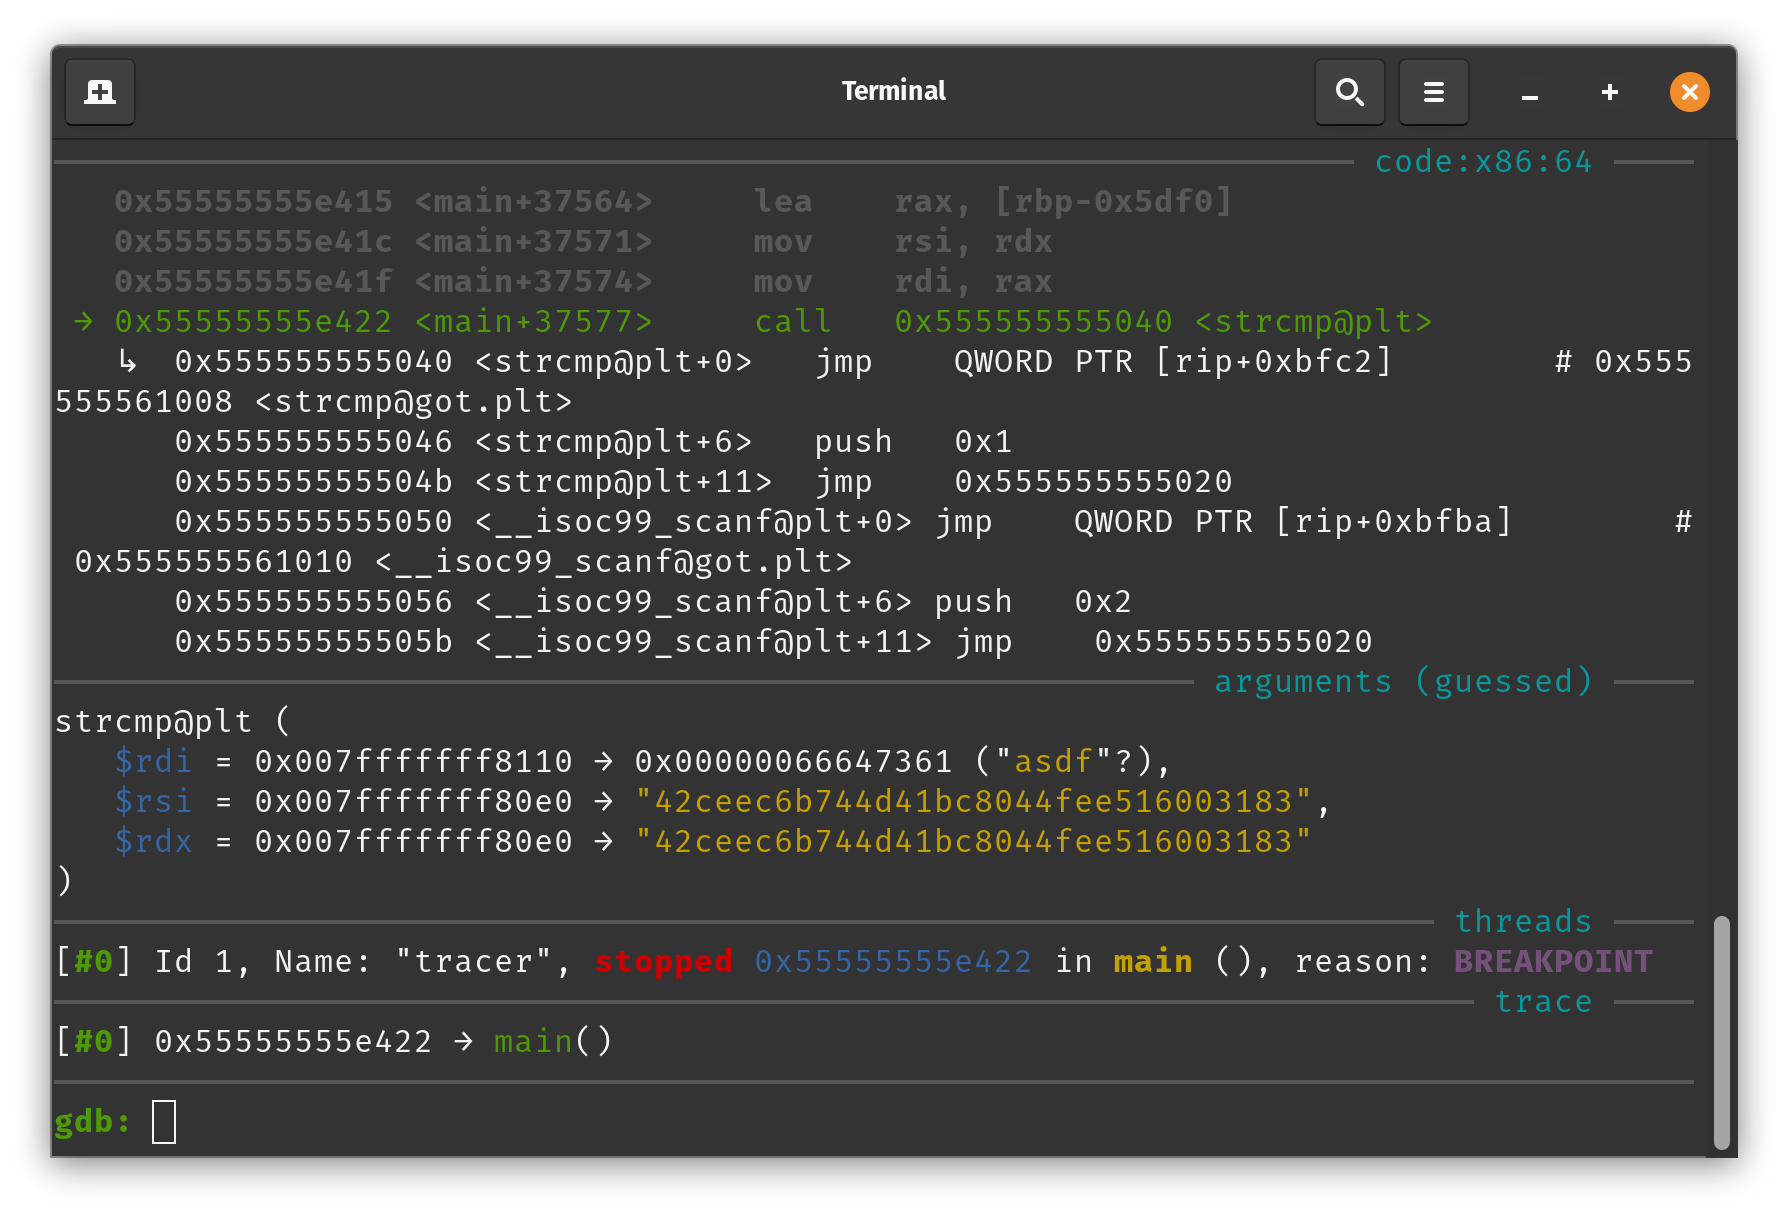 Terminal
code:x86:64
0x55555555e415 <main+37564> lea rax, [rbp-0x5df0]
0x55555555e41c <main+37571> mov rsi, rdx
0x55555555e41f <main+37574> mov rdi, rax
→ 0x55555555e422 <main+37577> call 0x555555555040 <strcmp@plt>
↳ 0x555555555040 <strcmp@plt+0> jmp QWORD PTR [rip+0xbfc2] # 0x555
555561008 <strcmp@got.plt>
0x555555555046 <strcmp@plt+6> push 0x1
0x55555555504b <strcmp@plt+11> jmp 0x555555555020
0x555555555050 <__isoc99_scanf@plt+0> jmp QWORD PTR [rip+0xbfba] #
0x555555561010 <__isoc99_scanf@got.plt>
0x555555555056 <__isoc99_scanf@plt+6> push 0x2
0x55555555505b <__isoc99_scanf@plt+11> jmp 0x555555555020
arguments (guessed)
strcmp@plt (
$rdi = 0x007fffffff8110 → 0x00000066647361 ("asdf"?),
$rsi = 0x007fffffff80e0 → "42ceec6b744d41bc8044fee516003183",
$rdx = 0x007fffffff80e0 → "42ceec6b744d41bc8044fee516003183"
)
threads
[#0] Id 1, Name: "tracer", stopped 0x55555555e422 in main (), reason: BREAKPOINT
trace
[#0] 0x55555555e422 → main()
gdb: